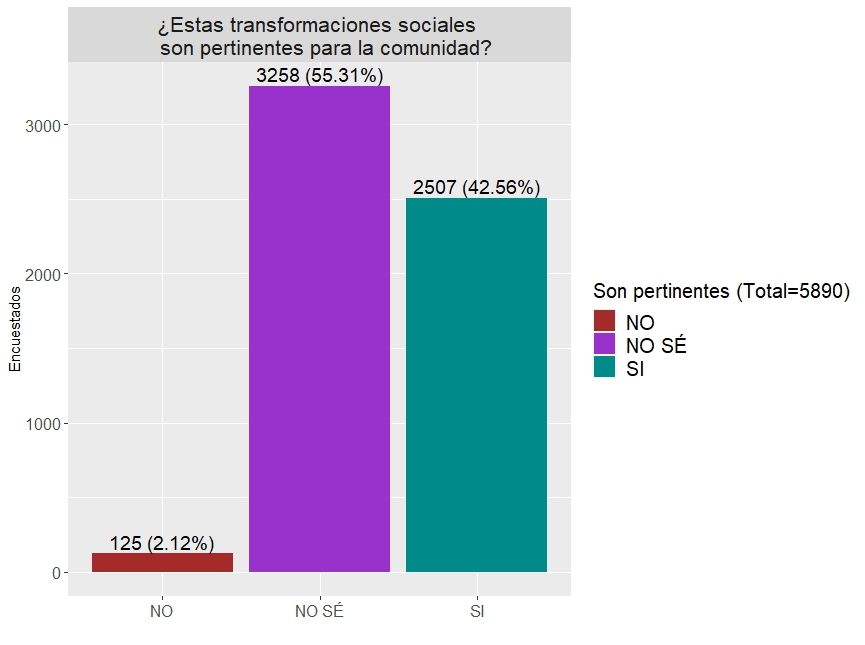 ¿Estas transformaciones sociales
son pertinentes para la comunidad?
3258 (55.31%)
2507 (42.56%)
125 (2.12%)
3000
2000
1000
0
Encuestados
NO
NO SÉ
SI
Son pertinentes (Total=5890)
NO
NO SÉ
SI